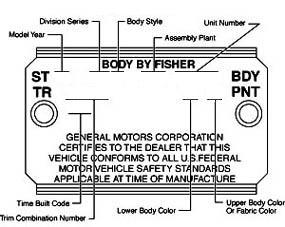 Division Series
Body Style
Unit Number
Model Year
Assembly Plant
BODY BY FISHER
ST BDY
TR PNT
GENERAL MOTORS CORPORATION
CERTIFIES TO THE DEALER THAT THIS
VEHICLE CONFORMS TO ALL U.S.FEDERAL
MOTOR VEHICLE SAFETY STANDARDS
APPLICABLE AT TIME OF MANUFACTURE
Time Built Code
Upper Body Color
Or Fabric Color
Lower Body Color
Trim Combination Number